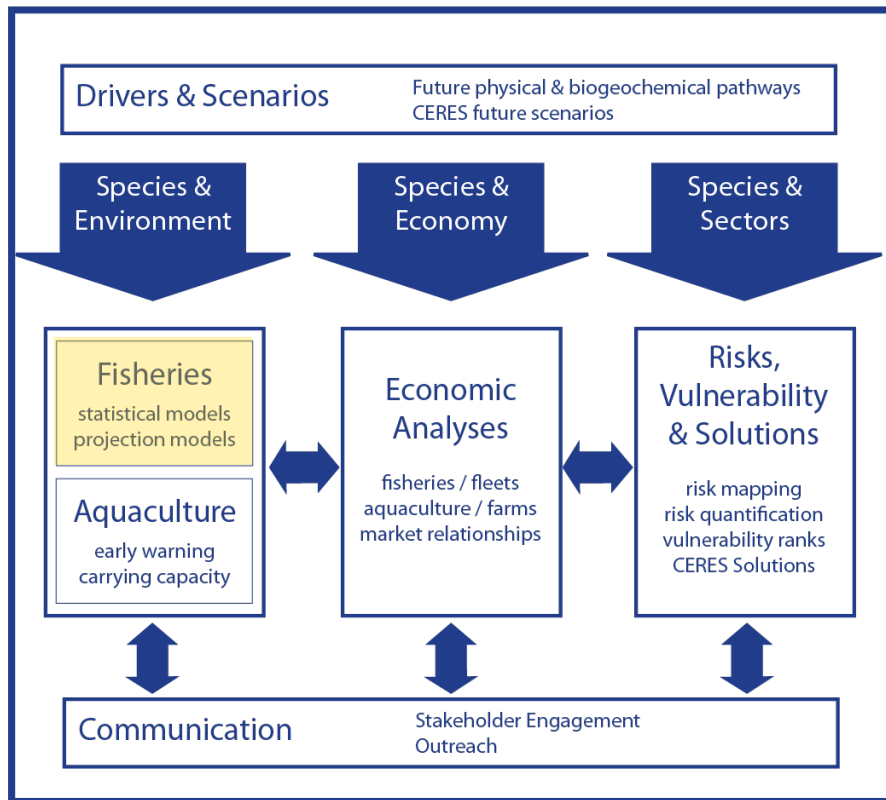 Drivers & Scenarios
Future physical & biogeochemical pathways
CERES future scenarios
Species &
Environment
Species &
Economy
Species &
Sectors
Fisheries
statistical models
projection models
Aquaculture
early warning
carrying capacity
Economic
Analyses
fisheries / fleets
aquaculture / farms
market relationships
Risks,
Vulnerability
& Solutions
risk mapping
risk quantification
vulnerability ranks
CERES Solutions
Communication
Stakeholder Engagement
Outreach